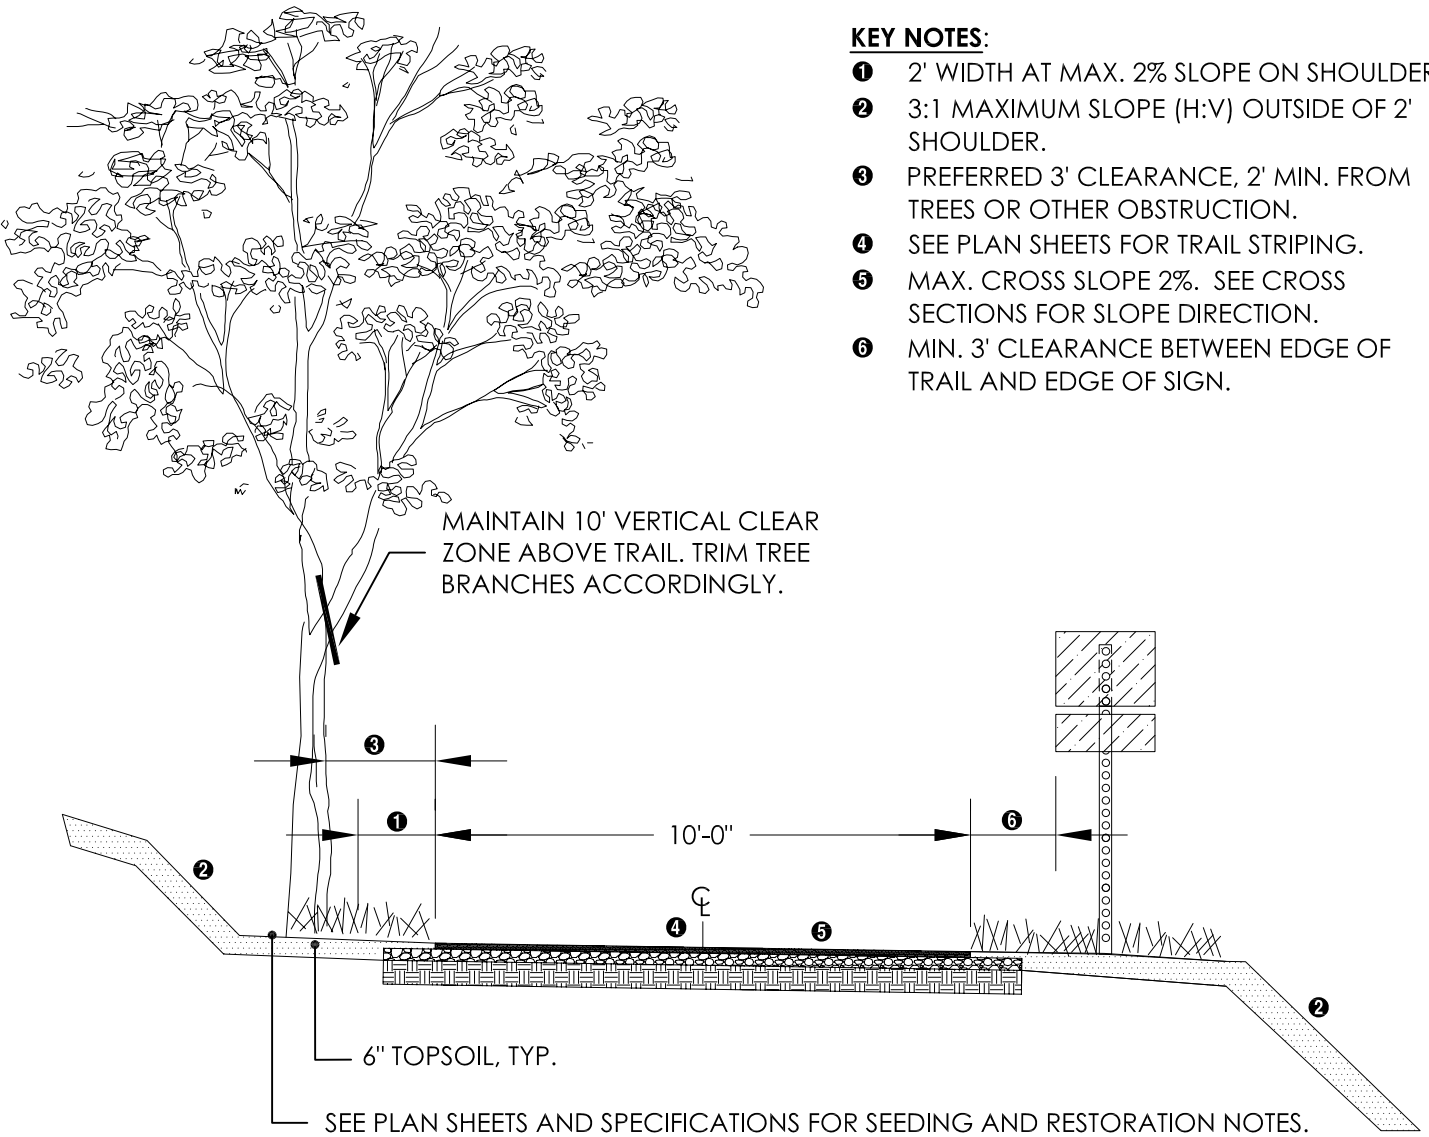 KEY NOTES:
❶ 2' WIDTH AT MAX. 2% SLOPE ON SHOULDER
❷ 3:1 MAXIMUM SLOPE (H:V) OUTSIDE OF 2'
SHOULDER.
❸ PREFERRED 3' CLEARANCE, 2' MIN. FROM
TREES OR OTHER OBSTRUCTION.
❹ SEE PLAN SHEETS FOR TRAIL STRIPING.
❺ MAX. CROSS SLOPE 2%. SEE CROSS
SECTIONS FOR SLOPE DIRECTION.
❻ MIN. 3' CLEARANCE BETWEEN EDGE OF
TRAIL AND EDGE OF SIGN.
MAINTAIN 10' VERTICAL CLEAR
ZONE ABOVE TRAIL. TRIM TREE
BRANCHES ACCORDINGLY.
❸
❶
10'-0"
❻
❷
℄
❹
❺
❷
6" TOPSOIL, TYP.
SEE PLAN SHEETS AND SPECIFICATIONS FOR SEEDING AND RESTORATION NOTES.